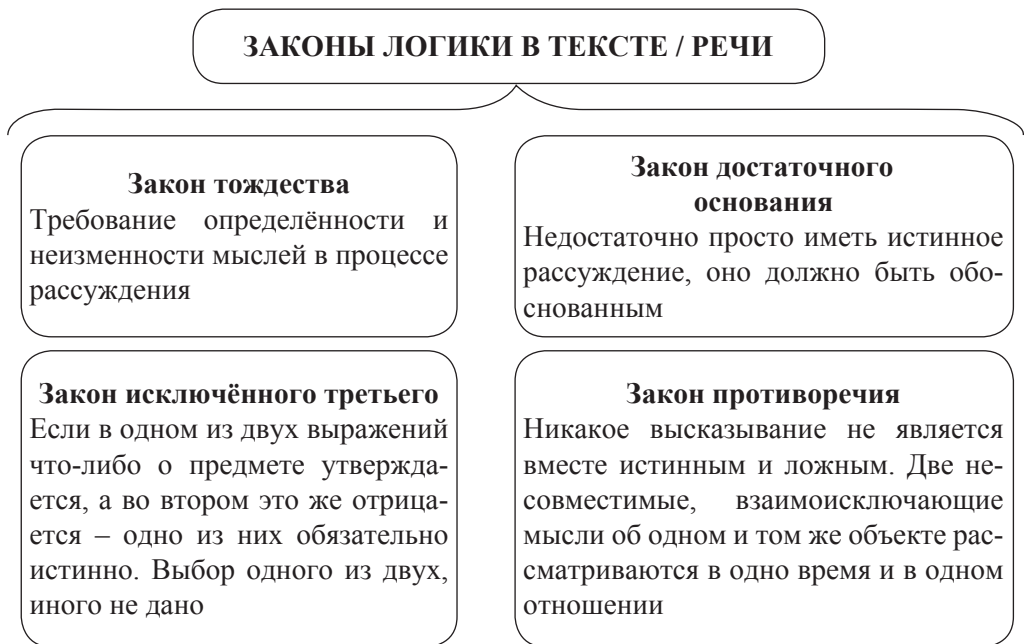 ЗАКОНЫ ЛОГИКИ В ТЕКСТЕ / РЕЧИ
Закон тождества
Требование определённости и
неизменности мыслей в процессе
рассуждения
Закон достаточного
основания
Недостаточно просто иметь истинное
рассуждение, оно должно быть обо-
снованным
Закон исключённого третьего
Если в одном из двух выражений
что-либо о предмете утвержда-
ется, а во втором это же отрица-
ется – одно из них обязательно
истинно. Выбор одного из двух,
иного не дано
Закон противоречия
Никакое высказывание не является
вместе истинным и ложным. Две не-
совместимые, взаимоисключающие
мысли об одном и том же объекте рас-
сматриваются в одно время и в одном
отношении